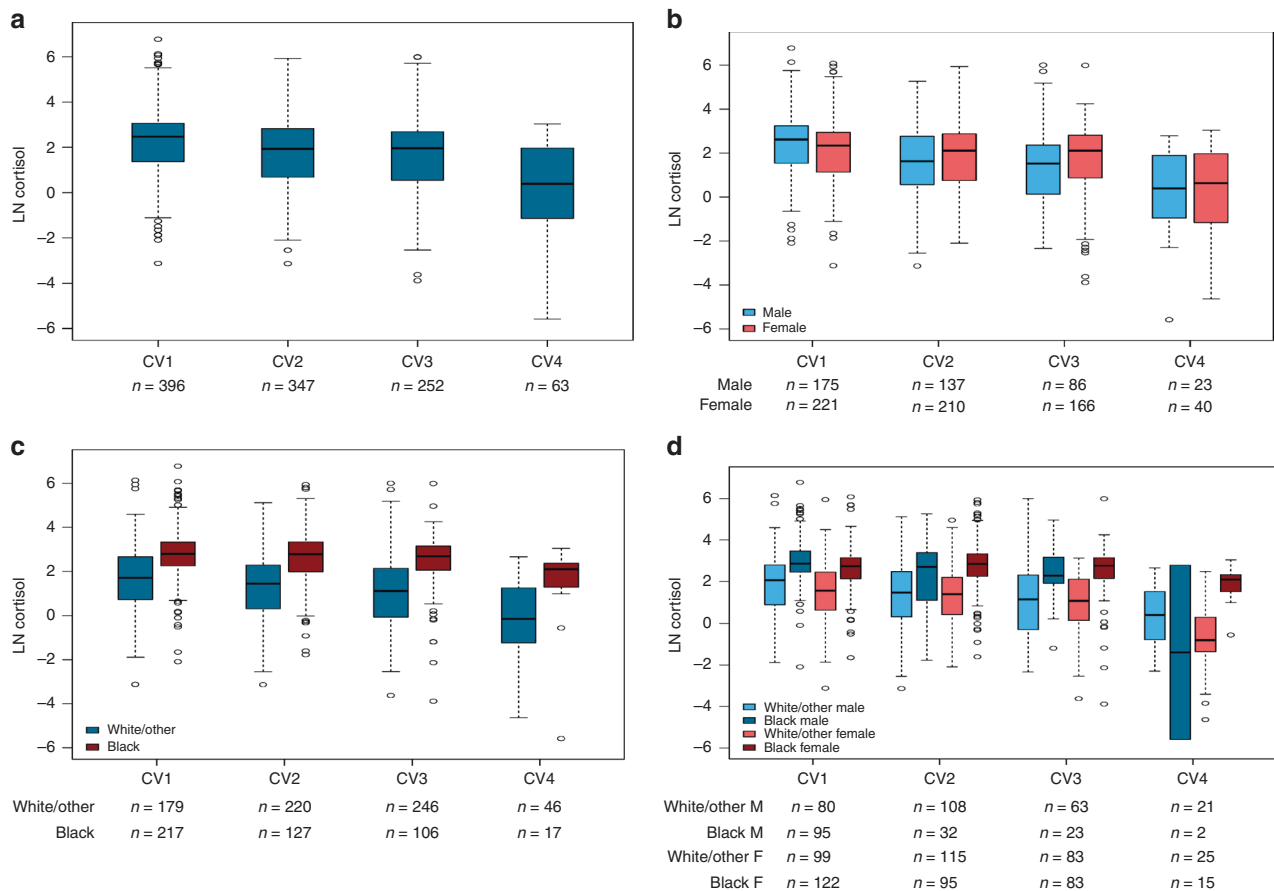 a
LN cortisol
6
4
2
0
−2
−4
−6
CV1 CV2 CV3 CV4
n = 396 n = 347 n = 252 n = 63
b
LN cortisol
6
4
2
0
−2
−4
−6
Male
Female
CV1 CV2 CV3 CV4
Male n = 175 n = 137 n = 86 n = 23
Female n = 221 n = 210 n = 166 n = 40
c
LN cortisol
6
4
2
0
−2
−4
−6
White/other
Black
CV1 CV2 CV3 CV4
White/other n = 179 n = 220 n = 246 n = 46
Black n = 217 n = 127 n = 106 n = 17
d
LN cortisol
6
4
2
0
−2
−4
−6
White/other male
Black male
White/other female
Black female
CV1 CV2 CV3 CV4
White/other M n = 80 n = 108 n = 63 n = 21
Black M n = 95 n = 32 n = 23 n = 2
White/other F n = 99 n = 115 n = 83 n = 25
Black F n = 122 n = 95 n = 83 n = 15